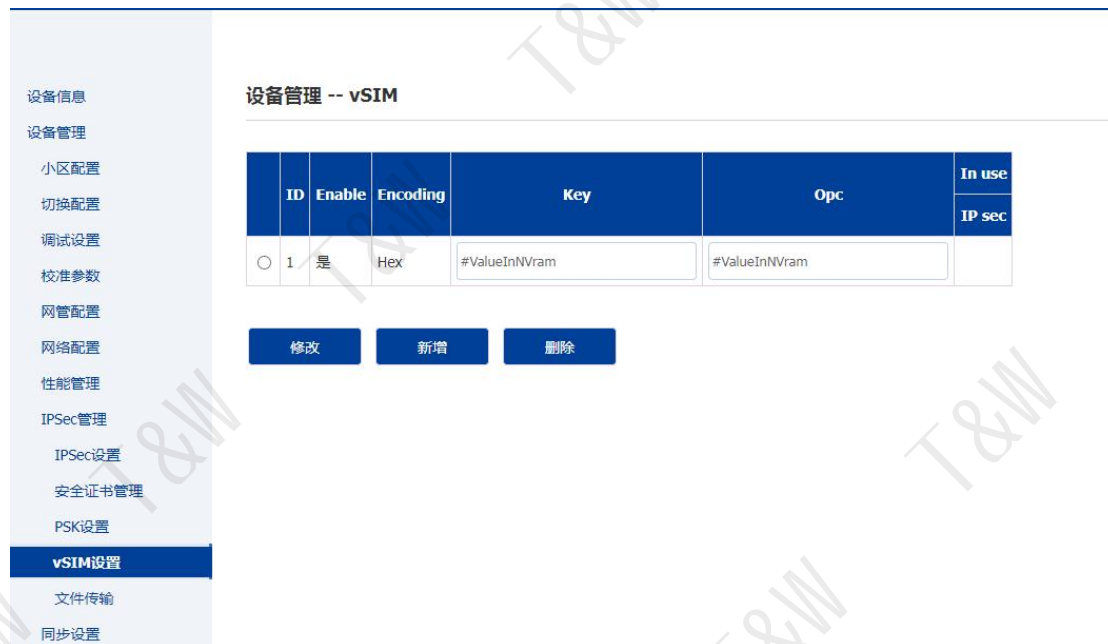 设备信息
设备管理
小区配置
切换配置
调试设置
校准参数
网管配置
网络配置
性能管理
IPSec管理
IPSec设置
安全证书管理
PSK设置
vSIM设置
文件传输
同步设置
设备管理 -- vSIM
ID Enable Encoding Key Opc In use
IP sec
1 是 Hex #ValueInNVram #ValueInNVram
修改 新增 删除
T&W
T&W
T&W
T&W
T&W